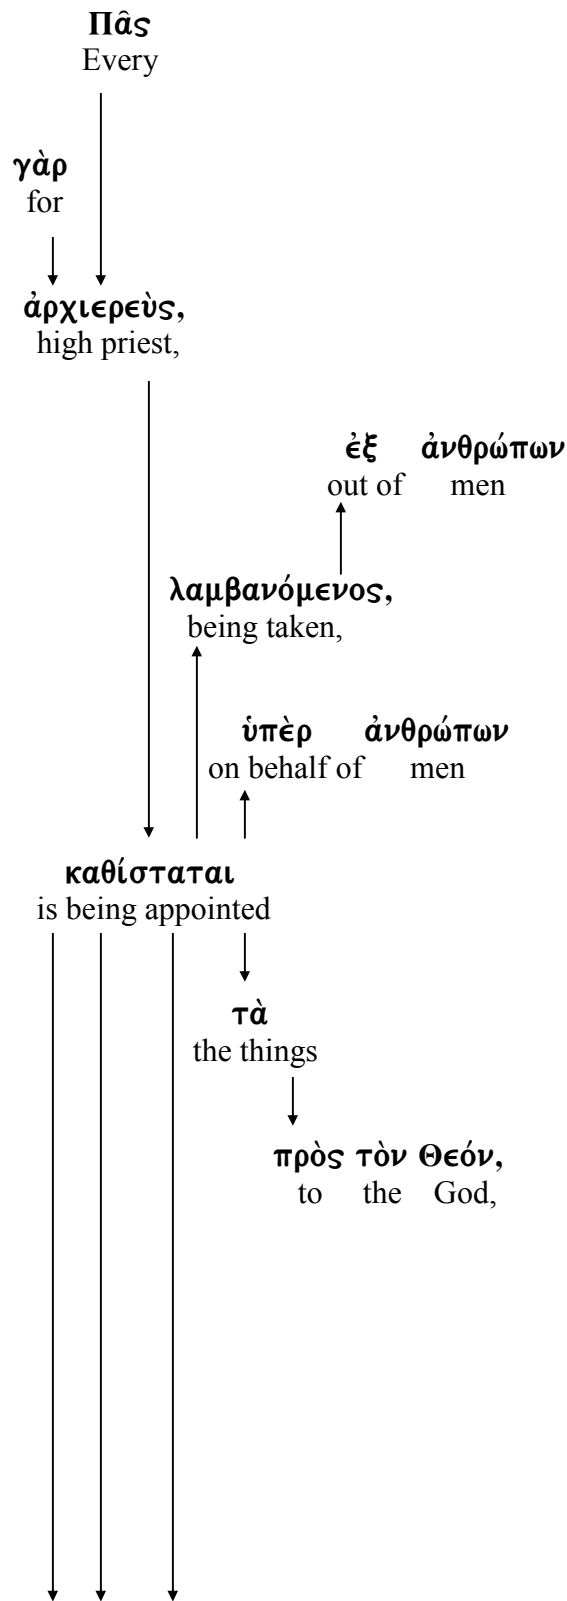 Πᾶς
Every
γὰρ
for
ἀρχιερεὺς,
high priest,
ἐξ ἀνθρώπων
out of men
λαμβανόμενος,
being taken,
ὑπὲρ ἀνθρώπων
on behalf of men
καθίσταται
is being appointed
τὰ
the things
πρὸς τὸν Θεόν,
to the God,